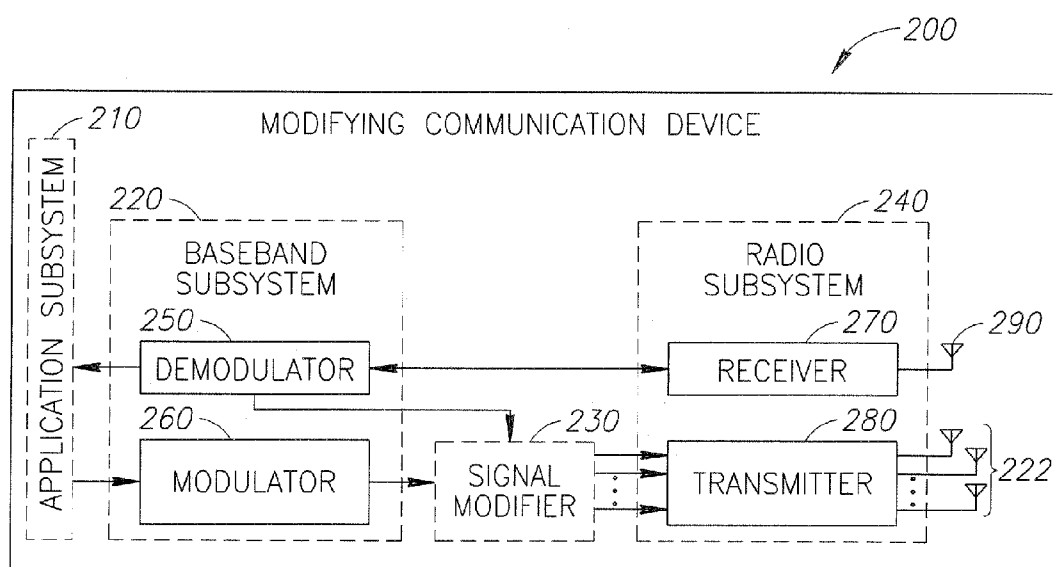 200
MODIFYING COMMUNICATION DEVICE
210
APPLICATION SUBSYSTEM
220
BASEBAND
SUBSYSTEM
240
RADIO
SUBSYSTEM
250
DEMODULATOR
270
RECEIVER
290
260
MODULATOR
230
SIGNAL
MODIFIER
280
TRANSMITTER
222